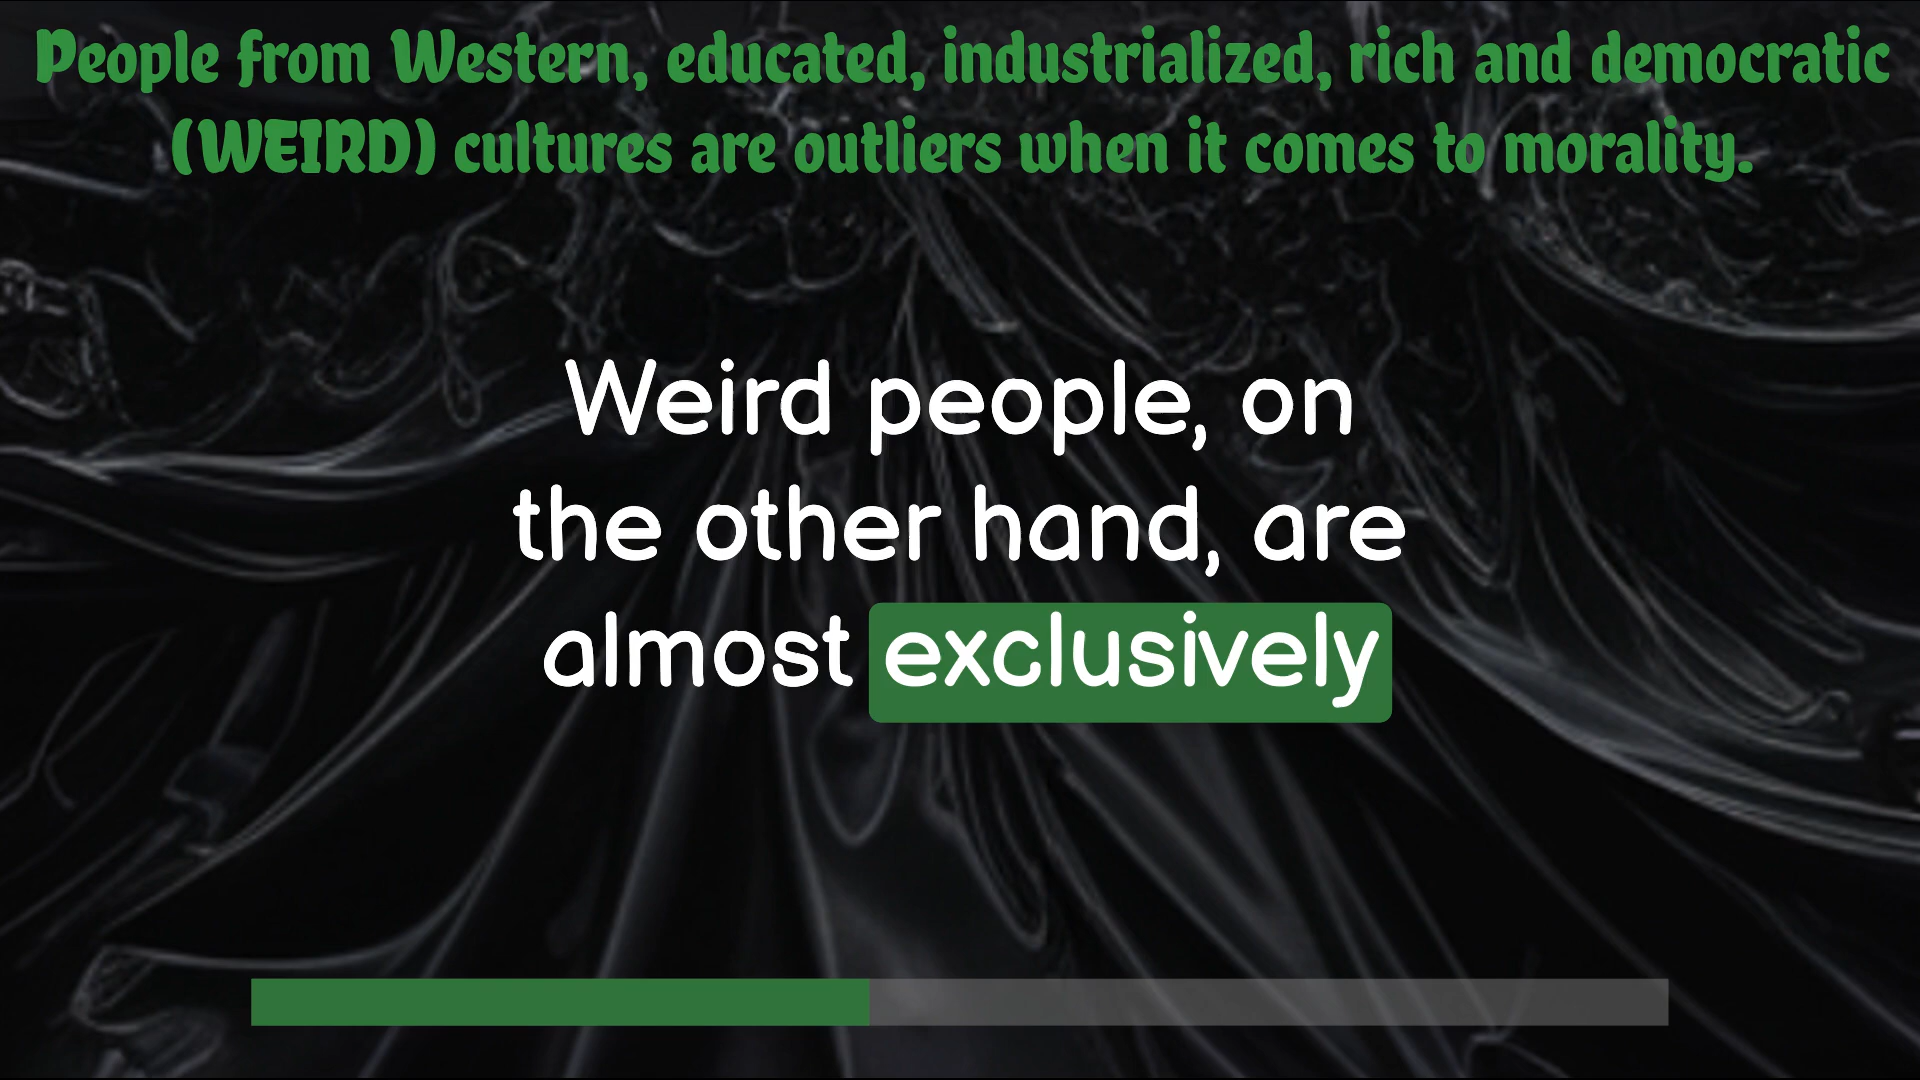 People from Western, educated, industrialized, rich and democratic
(WEIRD) cultures are outliers when it comes to morality.
Weird people, on
the other hand, are
almost exclusively